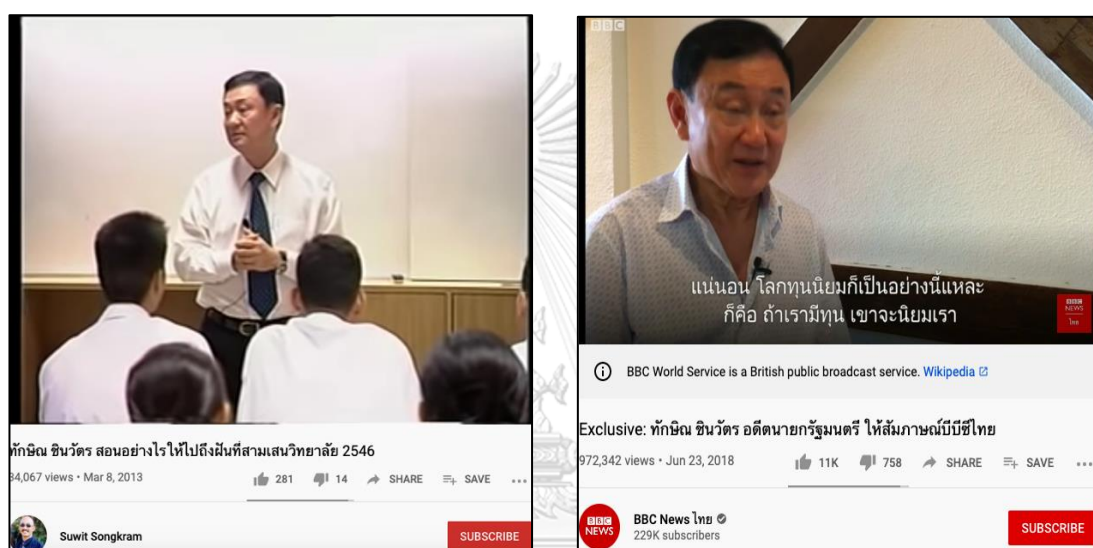 ทักษิณ ชินวัตร สอนอย่างไรให้ไปถึงฝันที่สามเสนวิทยาลัย 2546
34,067 views • Mar 8, 2013
281
14
SHARE
SAVE
Suwit Songkram
SUBSCRIBE
BBC
แน่นอน โลกทุนนิยมก็เป็นอย่างนี้แหละ
ก็คือ ถ้าเรามีทุน เขาจะนิยมเรา
BBC
NEWS
ไทย
BBC World Service is a British public broadcast service. Wikipedia
Exclusive: ทักษิณ ชินวัตร อดีตนายกรัฐมนตรี ให้สัมภาษณ์บีบีซีไทย
972,342 views • Jun 23, 2018
11K
758
SHARE
SAVE
BBC
NEWS
BBC News ไทย
229K subscribers
SUBSCRIBE